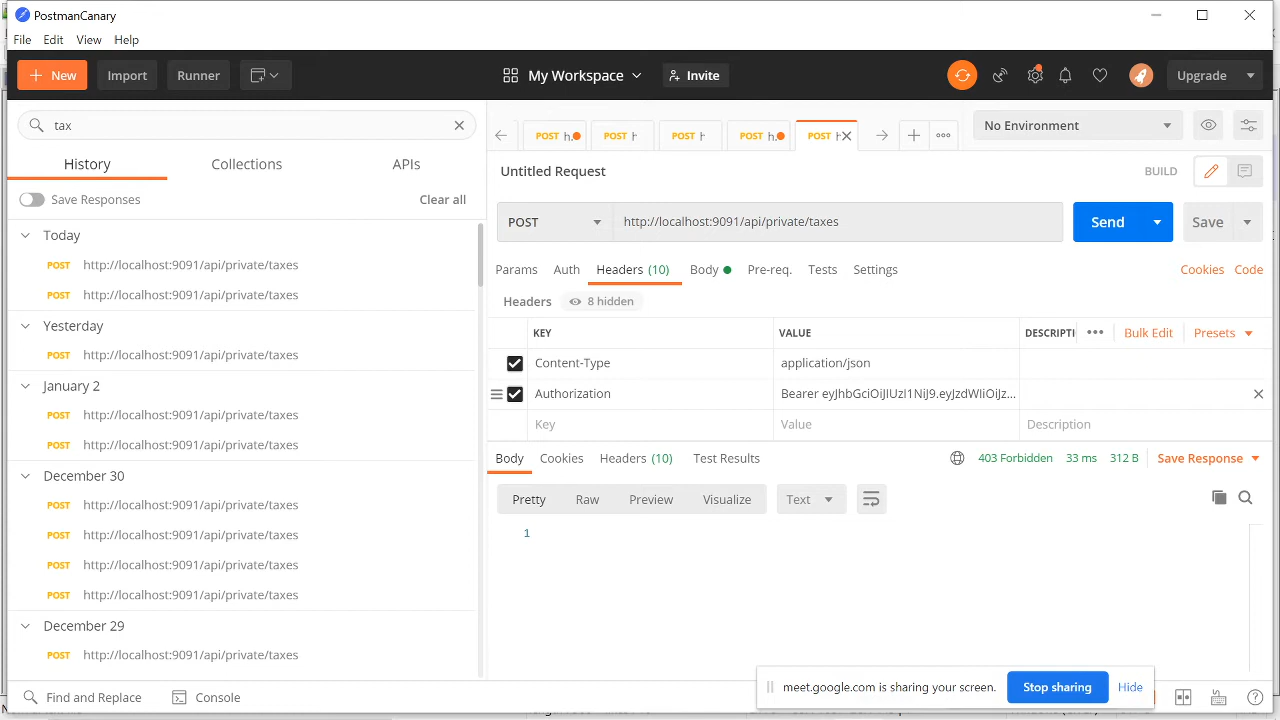 PostmanCanary
File Edit View Help
New Import Runner My Workspace Invite Upgrade
tax
History Collections APIs
Save Responses Clear all
Today
POST http://localhost:9091/api/private/taxes
POST http://localhost:9091/api/private/taxes
Yesterday
POST http://localhost:9091/api/private/taxes
January 2
POST http://localhost:9091/api/private/taxes
POST http://localhost:9091/api/private/taxes
December 30
POST http://localhost:9091/api/private/taxes
POST http://localhost:9091/api/private/taxes
POST http://localhost:9091/api/private/taxes
POST http://localhost:9091/api/private/taxes
December 29
POST http://localhost:9091/api/private/taxes
POST h. POST h POST h POST h. POST h No Environment
Untitled Request BUILD
POST http://localhost:9091/api/private/taxes Send Save
Params Auth Headers (10) Body Pre-req. Tests Settings Cookies Code
Headers 8 hidden
KEY VALUE DESCRIPTI Bulk Edit Presets
Content-Type application/json
Authorization Bearer eyJhbGciOiJIUzI1NiJ9.eyJzdWIiOiJz...
Key Value Description
Body Cookies Headers (10) Test Results 403 Forbidden 33 ms 312 B Save Response
Pretty Raw Preview Visualize Text
1
meet.google.com is sharing your screen. Stop sharing Hide
Find and Replace Console